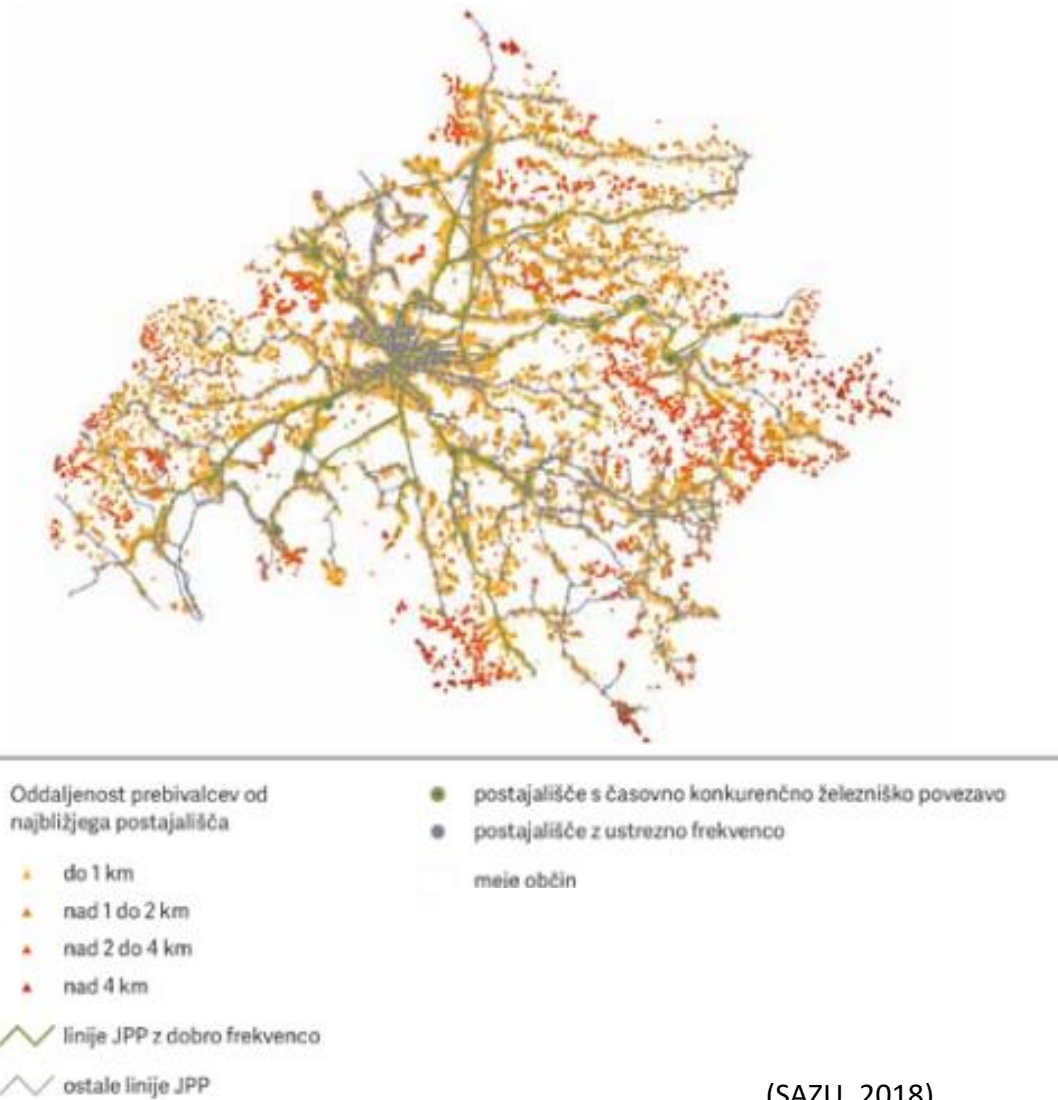 Oddaljenost prebivalcev od
najbližjega postajališča
do 1 km
nad 1 do 2 km
nad 2 do 4 km
nad 4 km
linije JPP z dobro frekvenco
ostale linije JPP
postajališče s časovno konkurenčno železniško povezavo
postajališče z ustrezno frekvenco
meje občin
(SAZU, 2018)